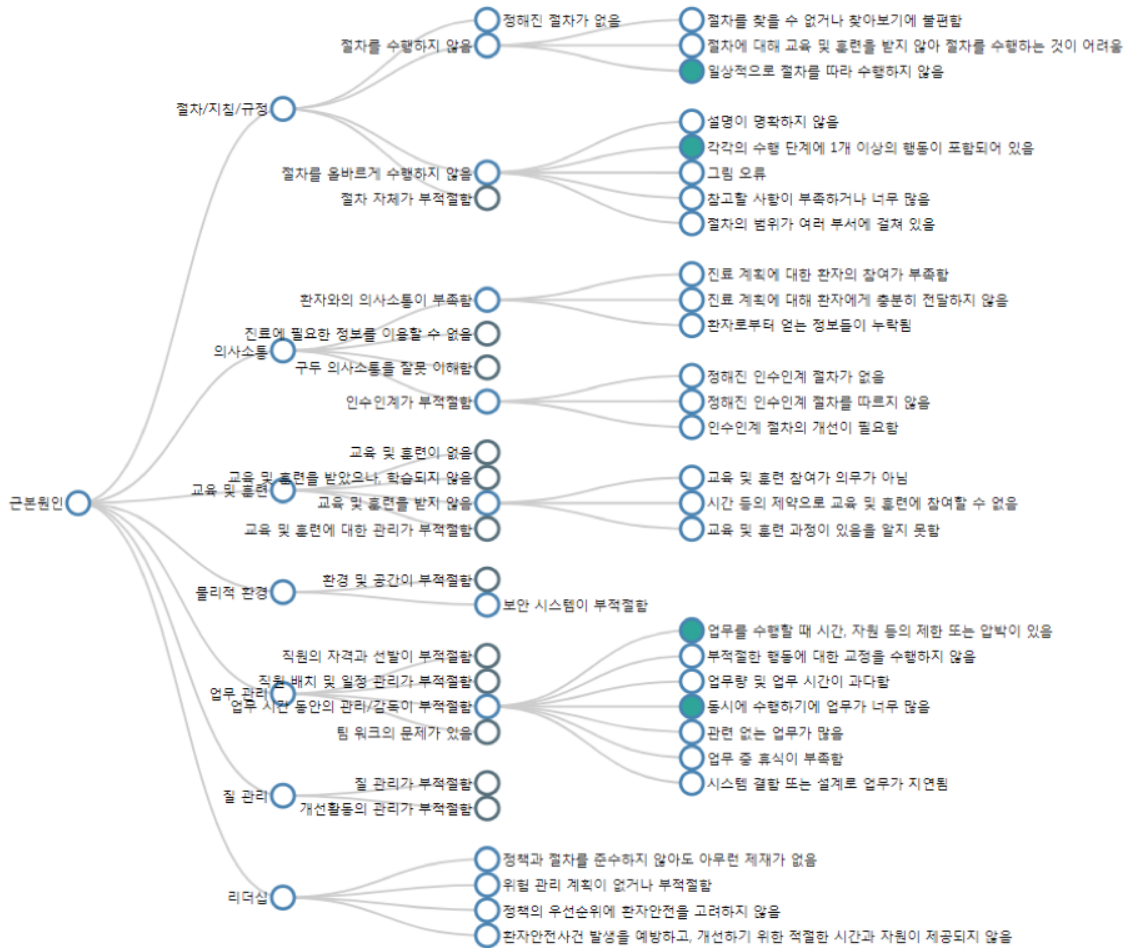 정해진 절차가 없음
절차를 찾을 수 없거나 찾아보기에 불편함
절차를 수행하지 않음
절차에 대해 교육 및 훈련을 받지 않아 절차를 수행하는 것이 어려움
일상적으로 절차를 따라 수행하지 않음
절차/지침/규정
설명이 명확하지 않음
각각의 수행 단계에 1개 이상의 행동이 포함되어 있음
절차를 올바르게 수행하지 않음
그림 오류
절차 자체가 부적절함
참고할 사항이 부족하거나 너무 많음
절차의 범위가 여러 부서에 걸쳐 있음
진료 계획에 대한 환자의 참여가 부족함
환자와의 의사소통이 부족함
진료 계획에 대해 환자에게 충분히 전달하지 않음
환자로부터 얻는 정보들이 누락됨
진료에 필요한 정보를 이용할 수 없음
의사소통
구두 의사소통을 잘못 이해함
정해진 인수인계 절차가 없음
인수인계가 부적절함
정해진 인수인계 절차를 따르지 않음
인수인계 절차의 개선이 필요함
교육 및 훈련이 없음
교육 및 훈련을 받았으나, 학습되지 않음
교육 및 훈련 참여가 의무가 아님
교육 및 훈련
교육 및 훈련을 받지 않음
시간 등의 제약으로 교육 및 훈련에 참여할 수 없음
근본원인
교육 및 훈련에 대한 관리가 부적절함
교육 및 훈련 과정이 있음을 알지 못함
환경 및 공간이 부적절함
물리적 환경
보안 시스템이 부적절함
업무를 수행할 때 시간, 자원 등의 제한 또는 압박이 있음
직원의 자격과 선발이 부적절함
부적절한 행동에 대한 교정을 수행하지 않음
직원 배치 및 일정 관리가 부적절함
업무량 및 업무 시간이 과다함
업무 관리
업무 시간 동안의 관리/감독이 부적절함
동시에 수행하기에 업무가 너무 많음
팀 워크의 문제가 있음
관련 없는 업무가 많음
업무 중 휴식이 부족함
질 관리가 부적절함
시스템 결함 또는 설계로 업무가 지연됨
질 관리
개선활동의 관리가 부적절함
정책과 절차를 준수하지 않아도 아무런 제재가 없음
위험 관리 계획이 없거나 부적절함
리더십
정책의 우선순위에 환자안전을 고려하지 않음
환자안전사건 발생을 예방하고, 개선하기 위한 적절한 시간과 자원이 제공되지 않음